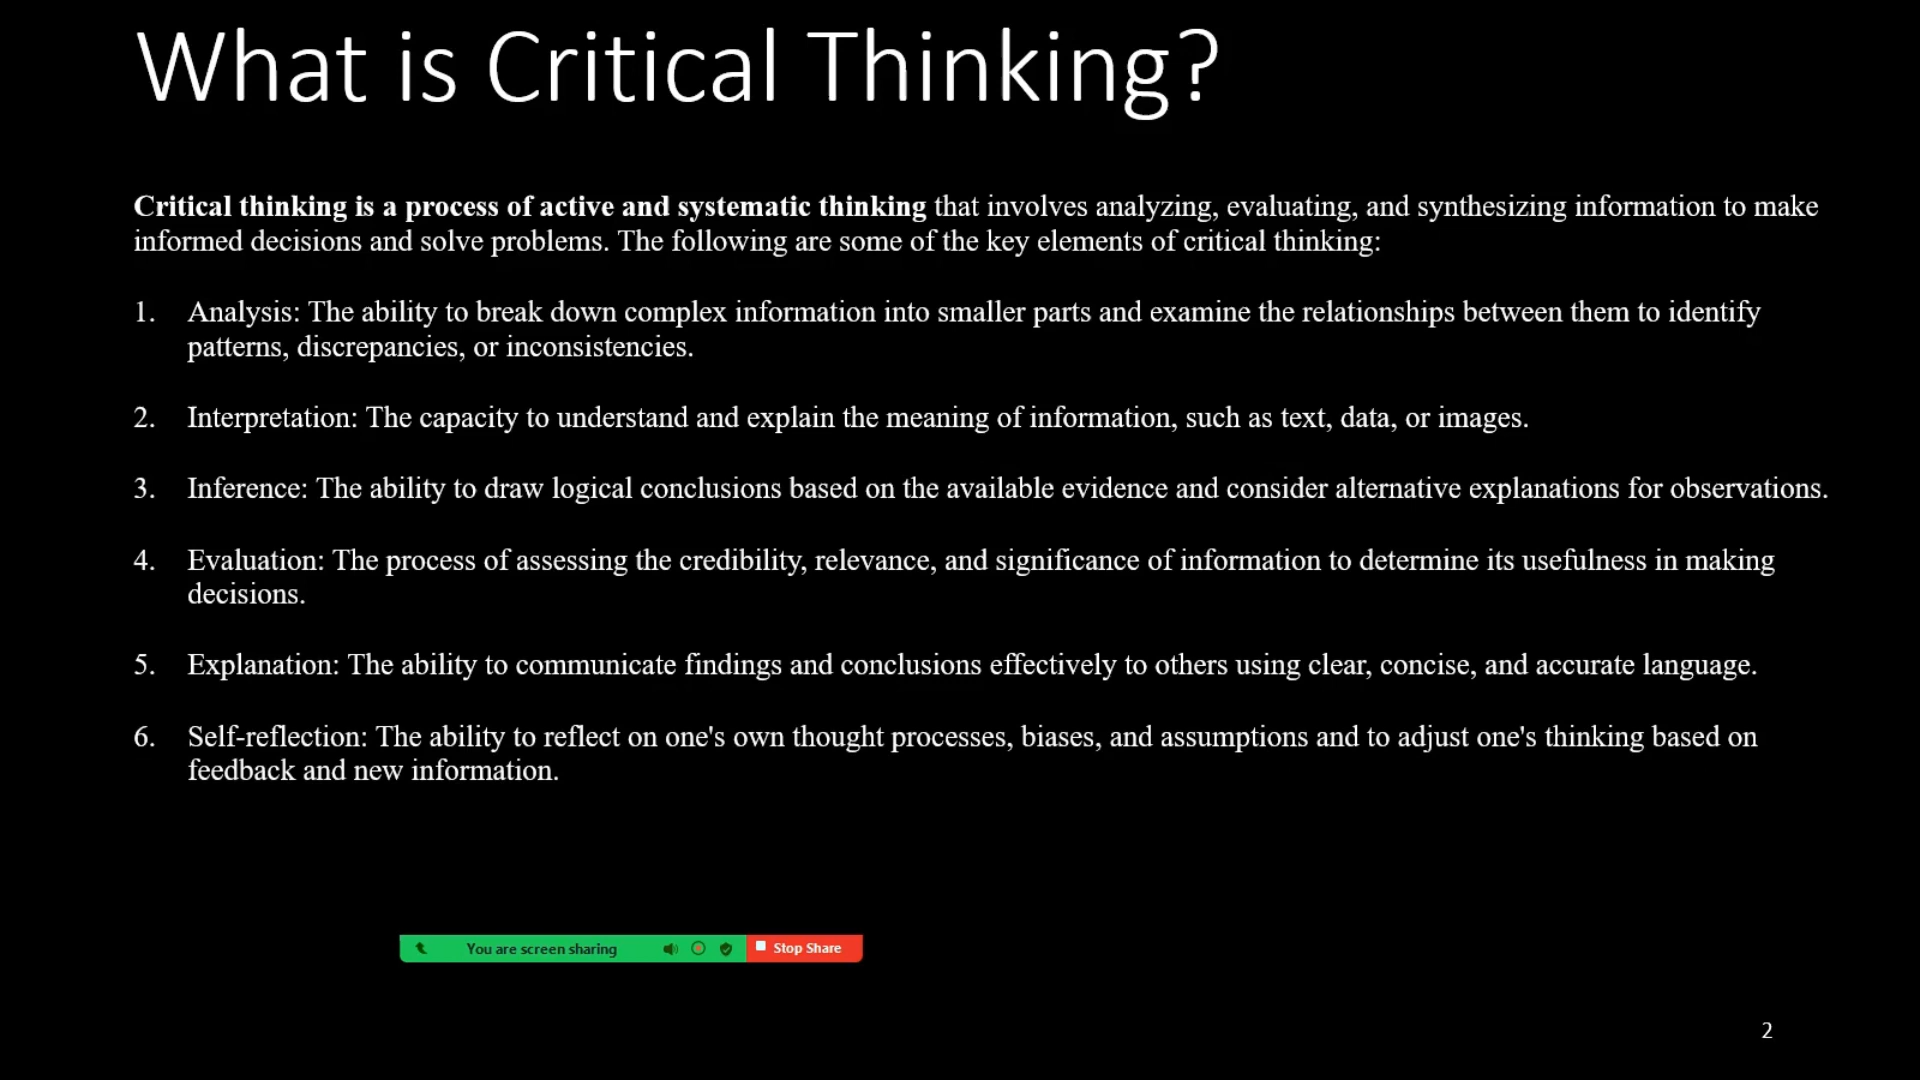 What is Critical Thinking?
Critical thinking is a process of active and systematic thinking that involves analyzing, evaluating, and synthesizing information to make
informed decisions and solve problems. The following are some of the key elements of critical thinking:
1. Analysis: The ability to break down complex information into smaller parts and examine the relationships between them to identify
patterns, discrepancies, or inconsistencies.
2. Interpretation: The capacity to understand and explain the meaning of information, such as text, data, or images.
3. Inference: The ability to draw logical conclusions based on the available evidence and consider alternative explanations for observations.
4. Evaluation: The process of assessing the credibility, relevance, and significance of information to determine its usefulness in making
decisions.
5. Explanation: The ability to communicate findings and conclusions effectively to others using clear, concise, and accurate language.
6. Self-reflection: The ability to reflect on one's own thought processes, biases, and assumptions and to adjust one's thinking based on
feedback and new information.
You are screen sharing Stop Share
2